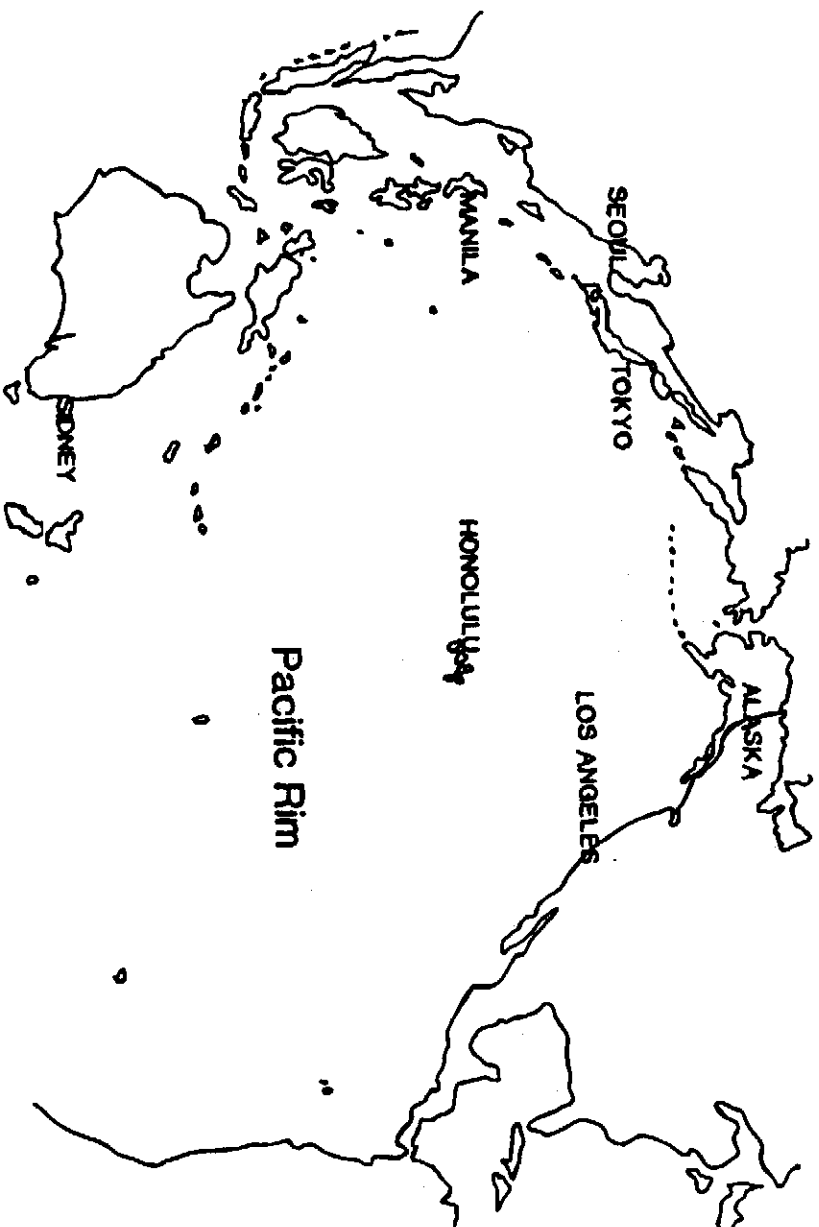 ALASKA
SEOUL
TOKYO
LOS ANGELES
MANILA
HONOLULU
Pacific Rim
SIDNEY